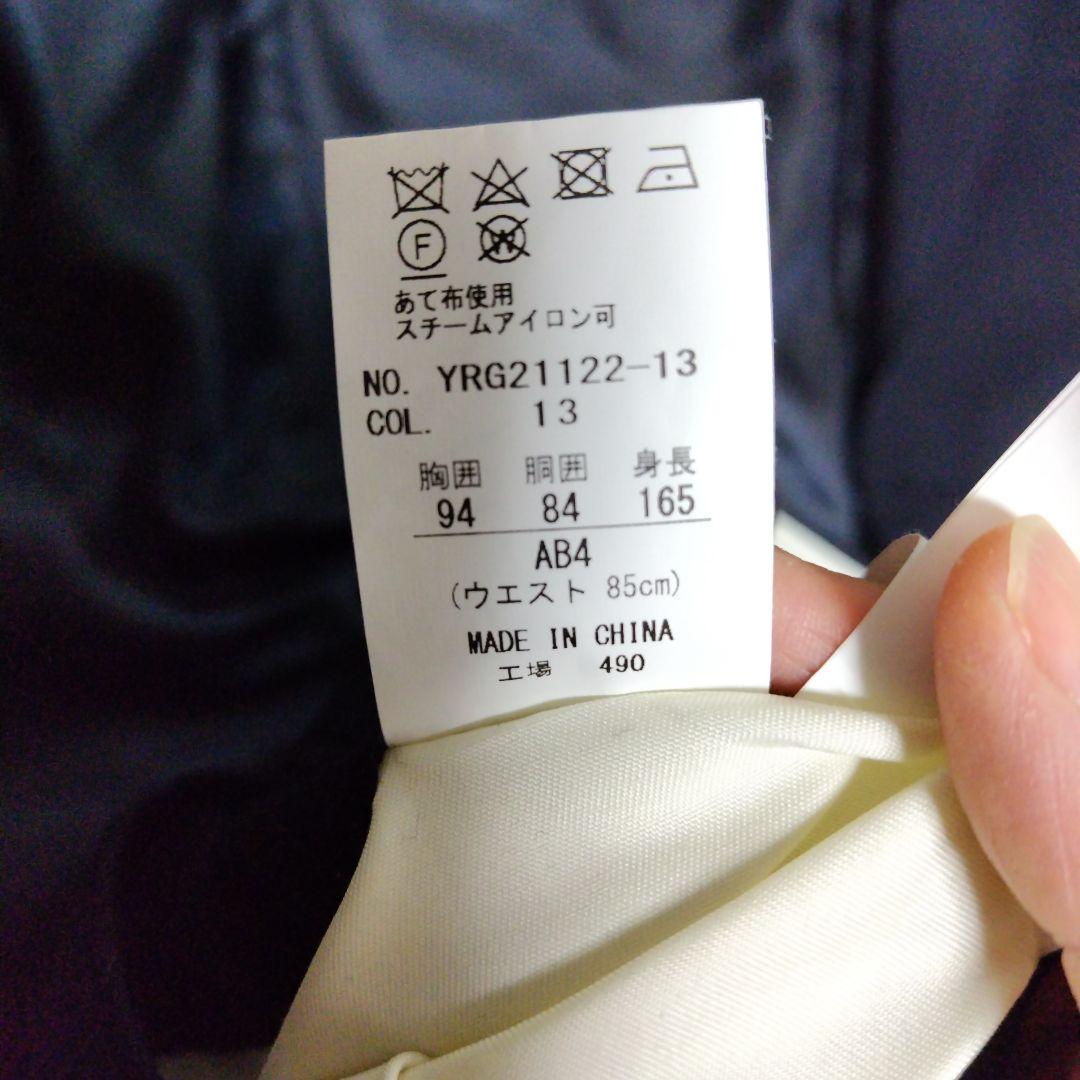 F W
あて布使用
スチームアイロン可
NO. YRG21122-13
COL. 13
胸囲 胴囲 身長
94 84 165
AB4
(ウエスト 85cm)
MADE IN CHINA
工場 490